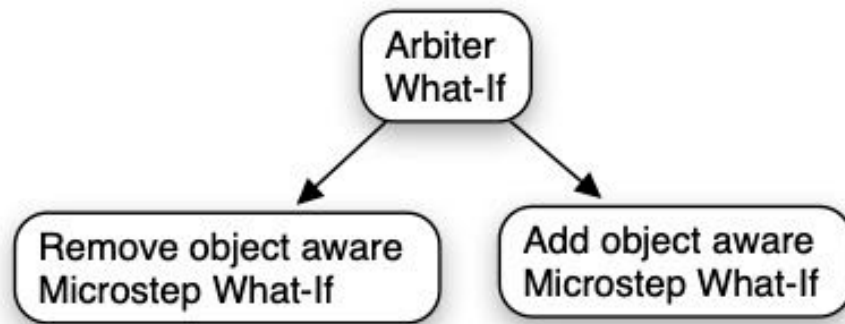 Arbiter
What-If
Remove object aware
Microstep What-If
Add object aware
Microstep What-If